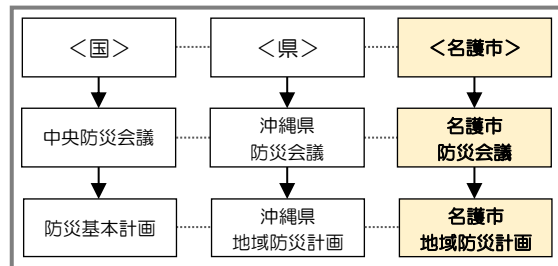 <国>
<県>
<名護市>
中央防災会議
沖縄県
防災会議
名護市
防災会議
防災基本計画
沖縄県
地域防災計画
名護市
地域防災計画